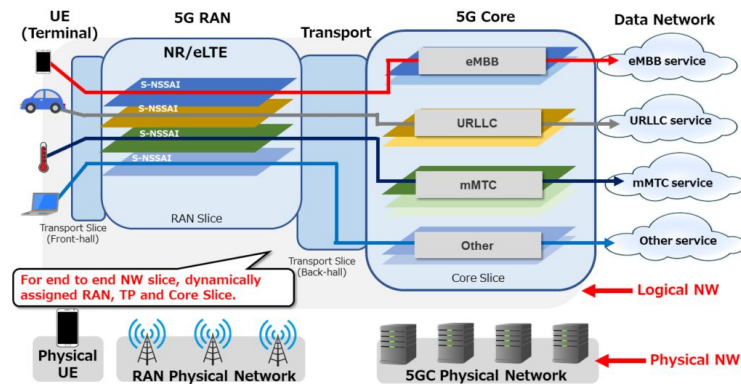 UE
(Terminal)
5G RAN
Transport
5G Core
Data Network
NR/eLTE
S-NSSAI
S-NSSAI
S-NSSAI
S-NSSAI
eMBB
URLLC
mMTC
Other
eMBB service
URLLC service
mMTC service
Other service
Transport Slice
(Front-hall)
RAN Slice
Transport Slice
(Back-hall)
Core Slice
For end to end NW slice, dynamically
assigned RAN, TP and Core Slice.
Logical NW
Physical
UE
RAN Physical Network
5GC Physical Network
Physical NW